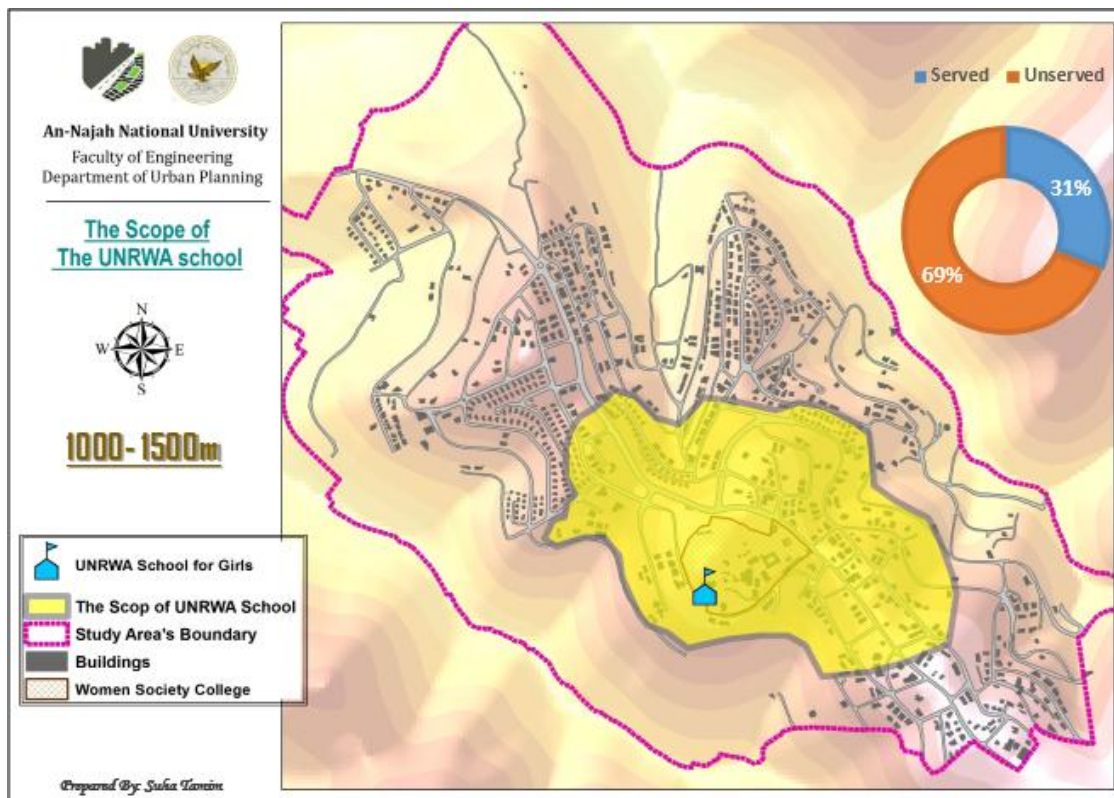 An-Najah National University
Faculty of Engineering
Department of Urban Planning
The Scope of
The UNRWA school
N
W E
S
1000-1500m
UNRWA School for Girls
The Scop of UNRWA School
Study Area's Boundary
Buildings
Women Society College
Prepared By: Suha Tamim
Served Unserved
31%
69%